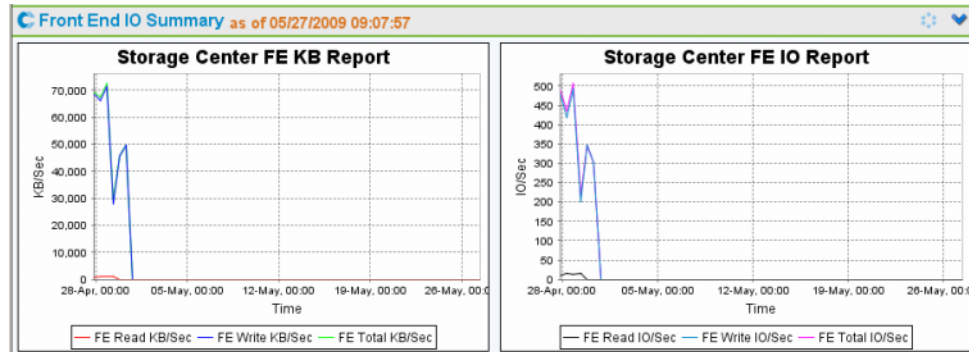 Front End IO Summary as of 05/27/2009 09:07:57
Storage Center FE KB Report
70,000
60,000
50,000
40,000
30,000
20,000
10,000
0
KB/Sec
28-Apr, 00:00 05-May, 00:00 12-May, 00:00 19-May, 00:00 26-May, 00:0
Time
FE Read KB/Sec FE Write KB/Sec FE Total KB/Sec
Storage Center FE IO Report
500
450
400
350
300
250
200
150
100
50
0
IO/Sec
28-Apr, 00:00 05-May, 00:00 12-May, 00:00 19-May, 00:00 26-May, 00:0
Time
FE Read IO/Sec FE Write IO/Sec FE Total IO/Sec